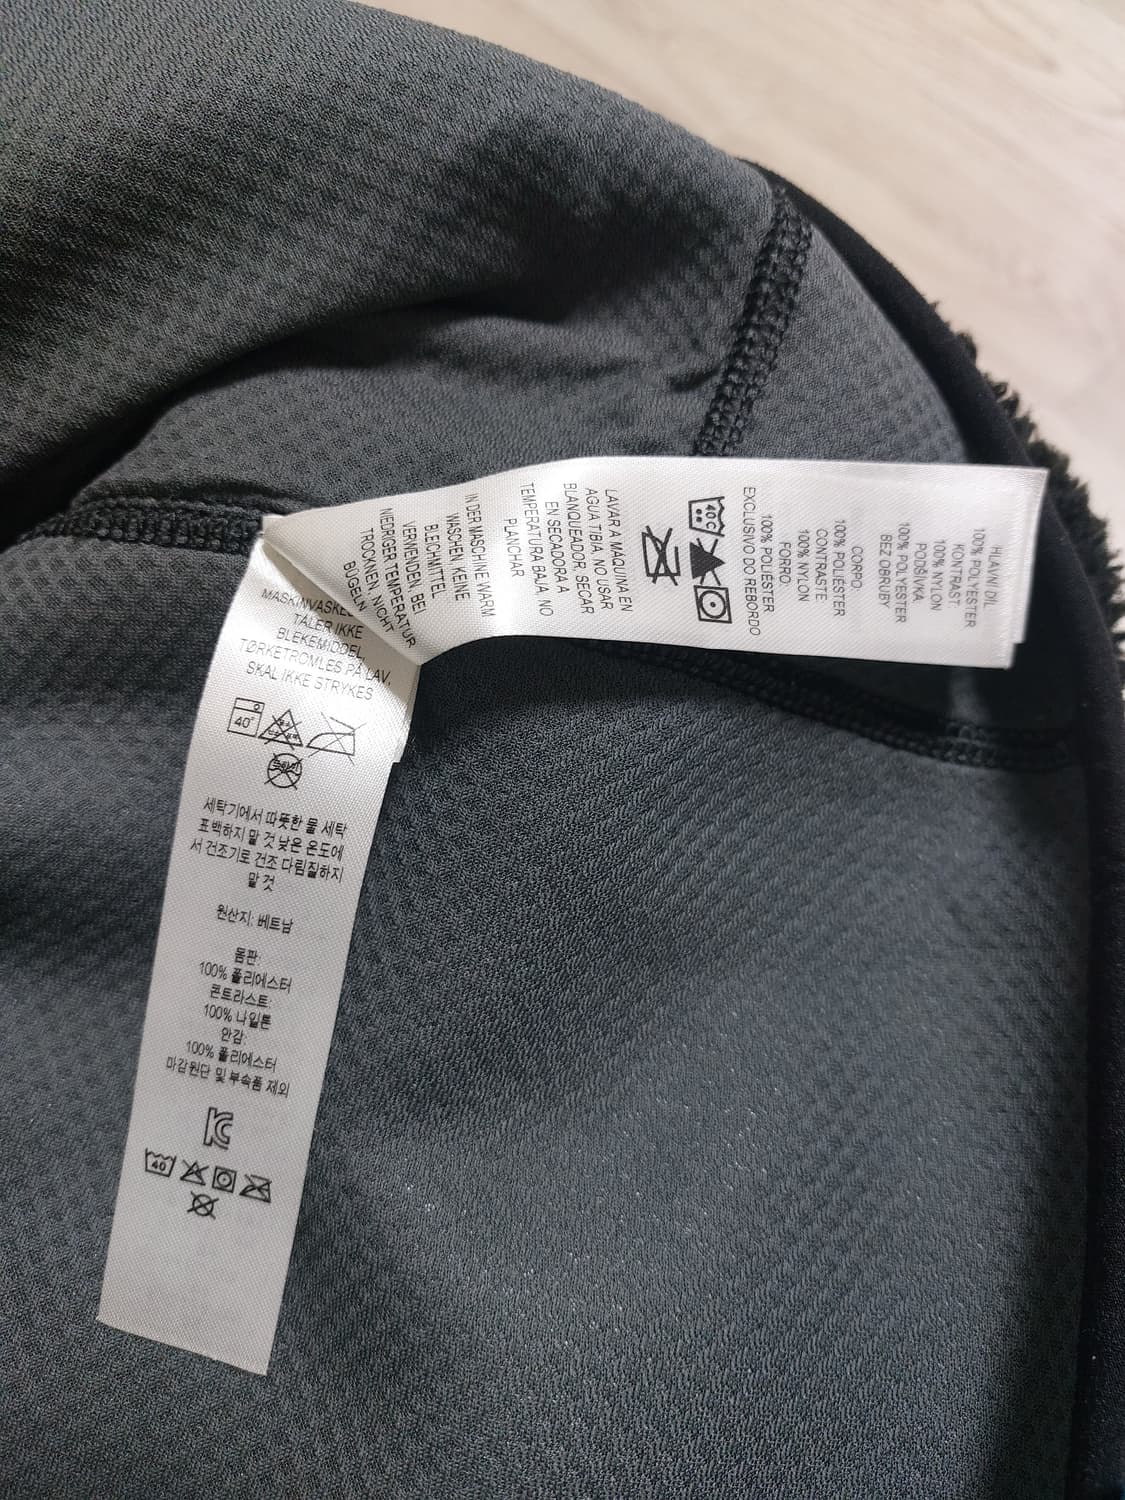 MASKINVASKES
TÅLER IKKE
BLEKEMIDDEL
TØRKETROMLES PÅ LAV.
SKAL IKKE STRYKES
40°
세탁기에서 따뜻한 물 세탁
표백하지 말 것 낮은 온도에
서 건조기로 건조 다림질하지
말 것
원산지: 베트남
몸판:
100% 폴리에스터
콘트라스트:
100% 나일론
안감:
100% 폴리에스터
마감원단 및 부속품 제외
40
IN DER MASCHINE WARM
WASCHEN, KEINE
BLEICHMITTEL
VERWENDEN, BEI
NIEDRIGER TEMPERATUR
TROCKNEN, NICHT
BÜGELN
LAVAR A MÁQUINA EN
AGUA TIBIA, NO USAR
BLANQUEADOR, SECAR
EN SECADORA A
TEMPERATURA BAJA, NO
PLANCHAR
40C
HLAVNÍ DÍL
100% POLYESTER
KONTRAST
100% NYLON
PODŠÍVKA:
100% POLYESTER
BEZ OBRUBY
CORPO:
100% POLIÉSTER
CONTRASTE
100% NYLON
FORRO:
100% POLIÉSTER
EXCLUSIVO DO REBORDO